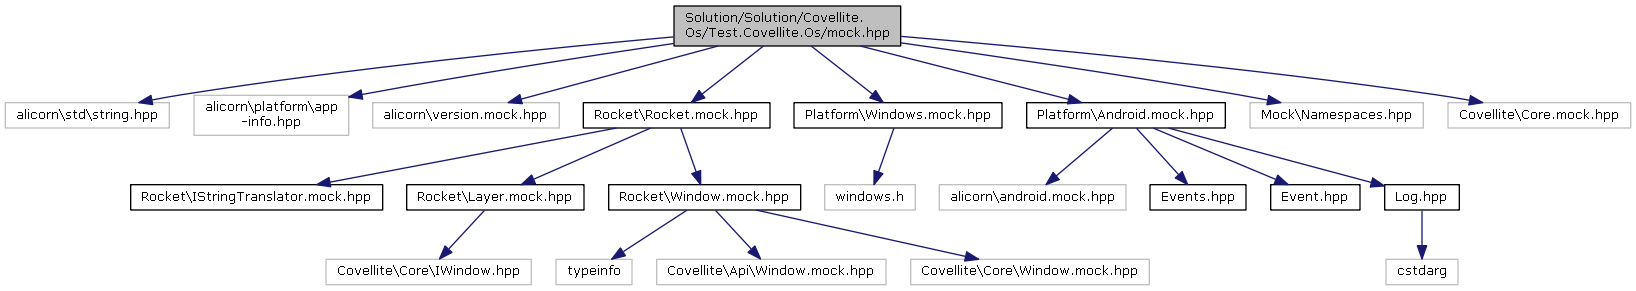 Solution/Solution/Covellite.
Os/Test.Covellite.Os/mock.hpp
alicorn\std\string.hpp
alicorn\platform\app
-info.hpp
alicorn\version.mock.hpp
Rocket\Rocket.mock.hpp
Platform\Windows.mock.hpp
Platform\Android.mock.hpp
Mock\Namespaces.hpp
Covellite\Core.mock.hpp
Rocket\IStringTranslator.mock.hpp
Rocket\Layer.mock.hpp
Rocket\Window.mock.hpp
windows.h
alicorn\android.mock.hpp
Events.hpp
Event.hpp
Log.hpp
Covellite\Core\IWindow.hpp
typeinfo
Covellite\Api\Window.mock.hpp
Covellite\Core\Window.mock.hpp
cstdarg